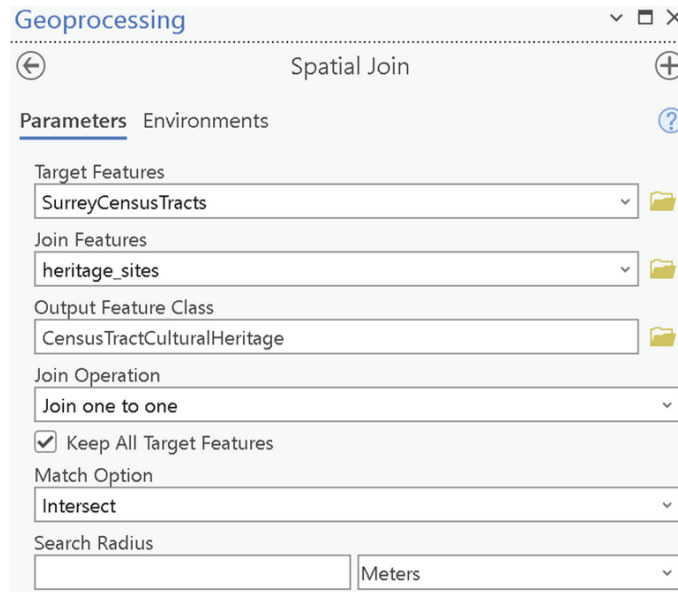 Geoprocessing
Spatial Join
Parameters Environments
Target Features
SurreyCensusTracts
Join Features
heritage_sites
Output Feature Class
CensusTractCulturalHeritage
Join Operation
Join one to one
Keep All Target Features
Match Option
Intersect
Search Radius
Meters